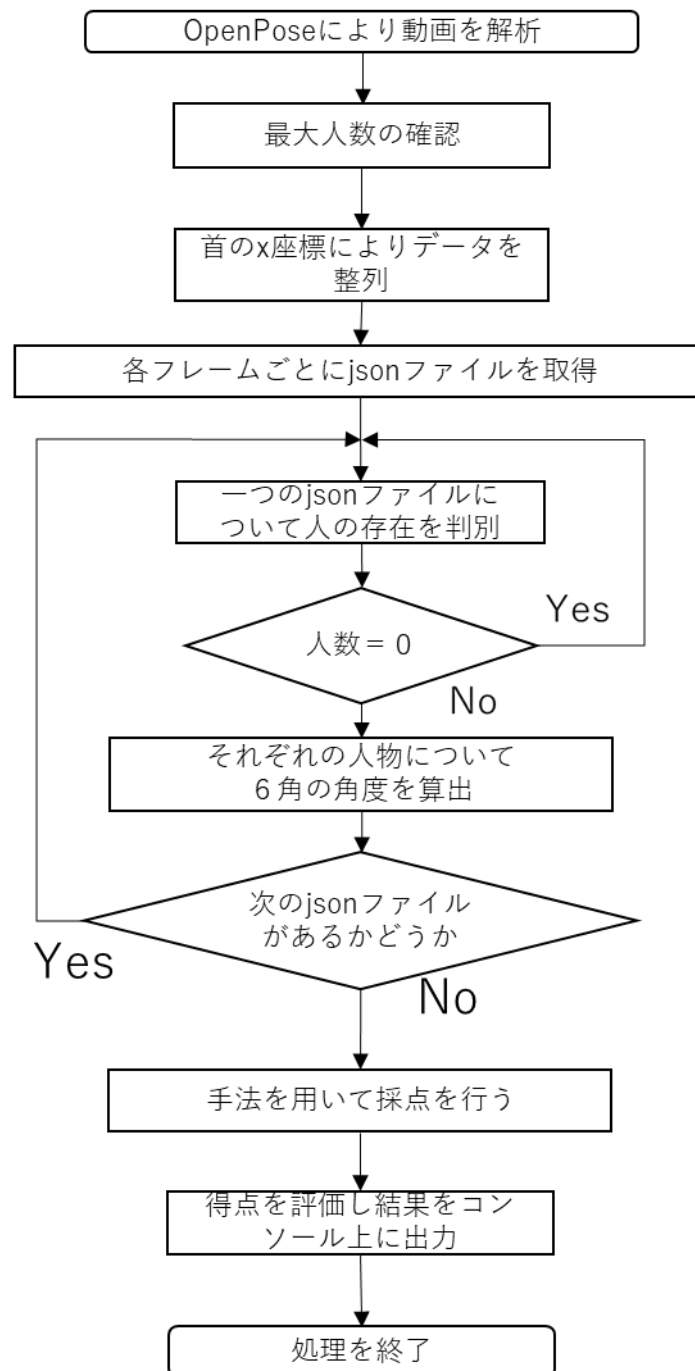 OpenPoseにより動画を解析
最大人数の確認
首のx座標によりデータを
整列
各フレームごとにjsonファイルを取得
一つのjsonファイルに
ついて人の存在を判別
Yes
人数＝０
No
それぞれの人物について
６角の角度を算出
次のjsonファイル
があるかどうか
Yes
No
手法を用いて採点を行う
得点を評価し結果をコン
ソール上に出力
処理を終了